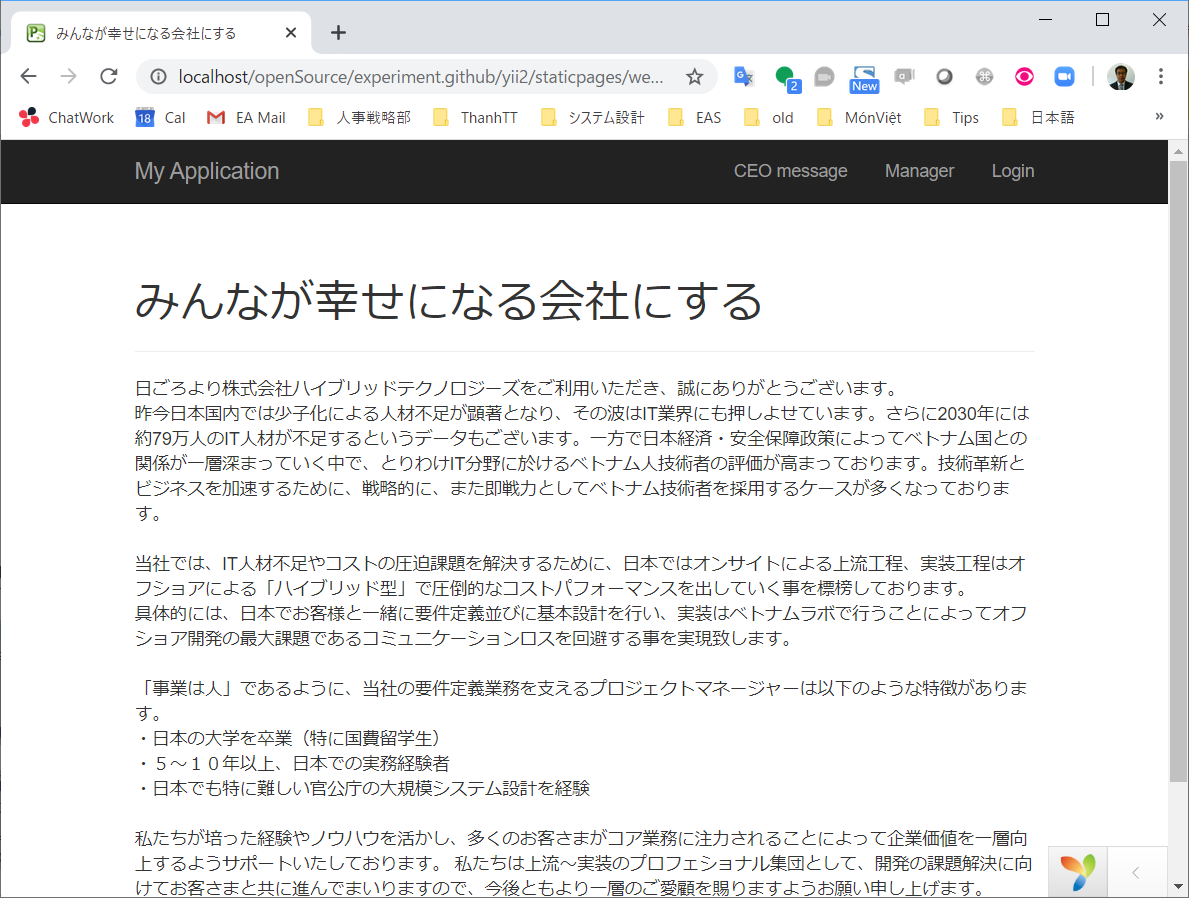 みんなが幸せになる会社にする
localhost/openSource/experiment.github/yii2/staticpages/we...
2
New
ChatWork
18
Cal
EA Mail
人事戦略部
ThanhTT
システム設計
EAS
old
MónViệt
Tips
日本語
»
My Application
CEO message
Manager
Login
みんなが幸せになる会社にする
日ごろより株式会社ハイブリッドテクノロジーズをご利用いただき、誠にありがとうございます。
昨今日本国内では少子化による人材不足が顕著となり、その波はIT業界にも押しよせています。さらに2030年には
約79万人のIT人材が不足するというデータもございます。一方で日本経済・安全保障政策によってベトナム国との
関係が一層深まっていく中で、とりわけIT分野に於けるベトナム人技術者の評価が高まっております。技術革新と
ビジネスを加速するために、戦略的に、また即戦力としてベトナム技術者を採用するケースが多くなっておりま
す。
当社では、IT人材不足やコストの圧迫課題を解決するために、日本ではオンサイトによる上流工程、実装工程はオ
フショアによる「ハイブリッド型」で圧倒的なコストパフォーマンスを出していく事を標榜しております。
具体的には、日本でお客様と一緒に要件定義並びに基本設計を行い、実装はベトナムラボで行うことによってオフ
ショア開発の最大課題であるコミュニケーションロスを回避する事を実現致します。
「事業は人」であるように、当社の要件定義業務を支えるプロジェクトマネージャーは以下のような特徴がありま
す。
・日本の大学を卒業（特に国費留学生）
・５～１０年以上、日本での実務経験者
・日本でも特に難しい官公庁の大規模システム設計を経験
私たちが培った経験やノウハウを活かし、多くのお客さまがコア業務に注力されることによって企業価値を一層向
上するようサポートいたしております。 私たちは上流～実装のプロフェショナル集団として、開発の課題解決に向
けてお客さまと共に進んでまいりますので、今後ともより一層のご愛顧を賜りますようお願い申し上げます。